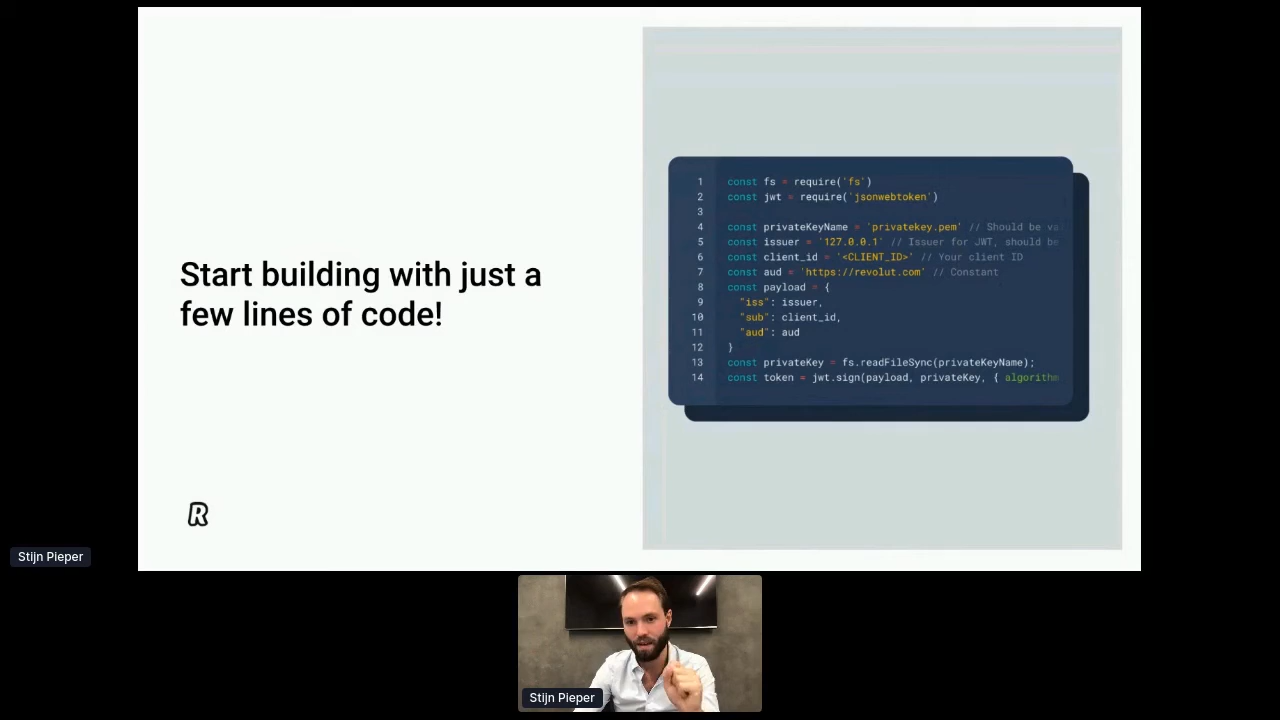 Start building with just a
few lines of code!
1 const fs = require('fs')
2 const jwt = require('jsonwebtoken')
3
4 const privateKeyName = 'privatekey.pem' // Should be va
5 const issuer = '127.0.0.1' // Issuer for JWT, should be
6 const client_id = '<CLIENT_ID>' // Your client ID
7 const aud = 'https://revolut.com' // Constant
8 const payload = {
9 "iss": issuer,
10 "sub": client_id,
11 "aud": aud
12 }
13 const privateKey = fs.readFileSync(privateKeyName);
14 const token = jwt.sign(payload, privateKey, { algorithm
R
Stijn Pieper
Stijn Pieper